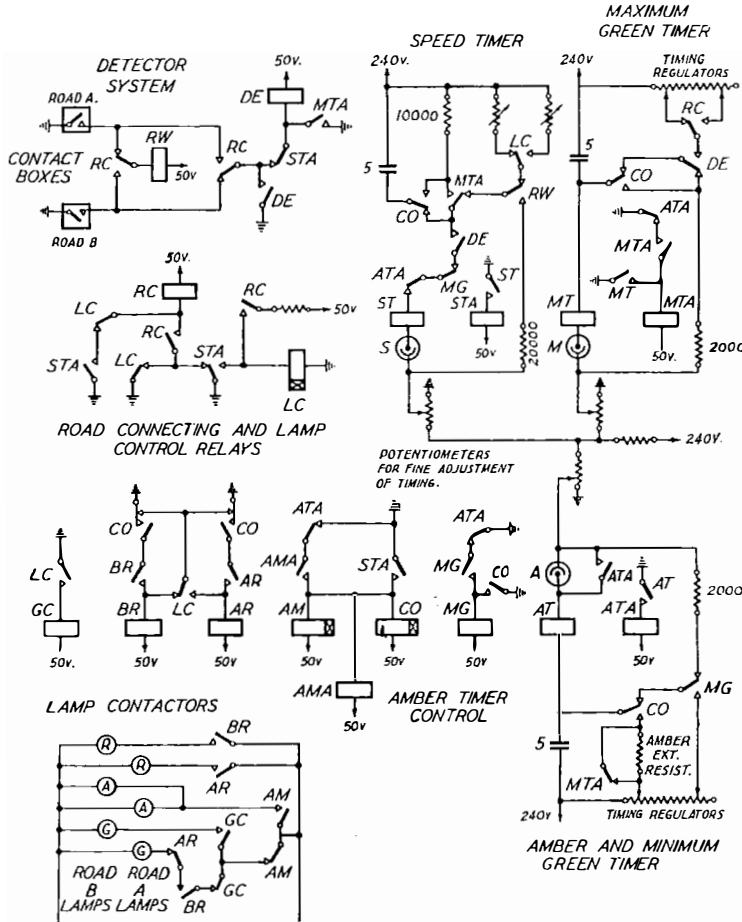 DETECTOR
SYSTEM
ROAD A.
CONTACT
BOXES
RC
RW
50V
ROAD B
RC
50V.
DE
MTA
STA
DE
SPEED TIMER
240V.
10000
5
LC
MTA
CO
RW
DE
ATA
MG
ST
ST
STA
50V
S
20000
MAXIMUM
GREEN TIMER
240V
TIMING
REGULATORS
RC
5
DE
CO
ATA
MTA
MT
MT
MTA
50V.
M
2000
240V.
POTENTIOMETERS
FOR FINE ADJUSTMENT
OF TIMING.
50V.
RC
LC
RC
STA
LC
STA
RC
50V
LC
ROAD CONNECTING AND LAMP
CONTROL RELAYS
LC
GC
50V.
CO
BR
BR
50V
LC
CO
AR
AR
50V
LAMP CONTACTORS
ATA
AMA
AM
50V
STA
CO
50V
AMA
50V
ATA
MG
CO
MG
50V
AMBER TIMER
CONTROL
A
ATA
AT
AT
ATA
50V
2000
MG
CO
5
AMBER
EXT.
RESIST.
MTA
240V
TIMING REGULATORS
AMBER AND MINIMUM
GREEN TIMER
R
BR
R
AR
A
A
AM
G
GC
G
AR
BR
GC
AM
ROAD ROAD
B A
LAMPS LAMPS